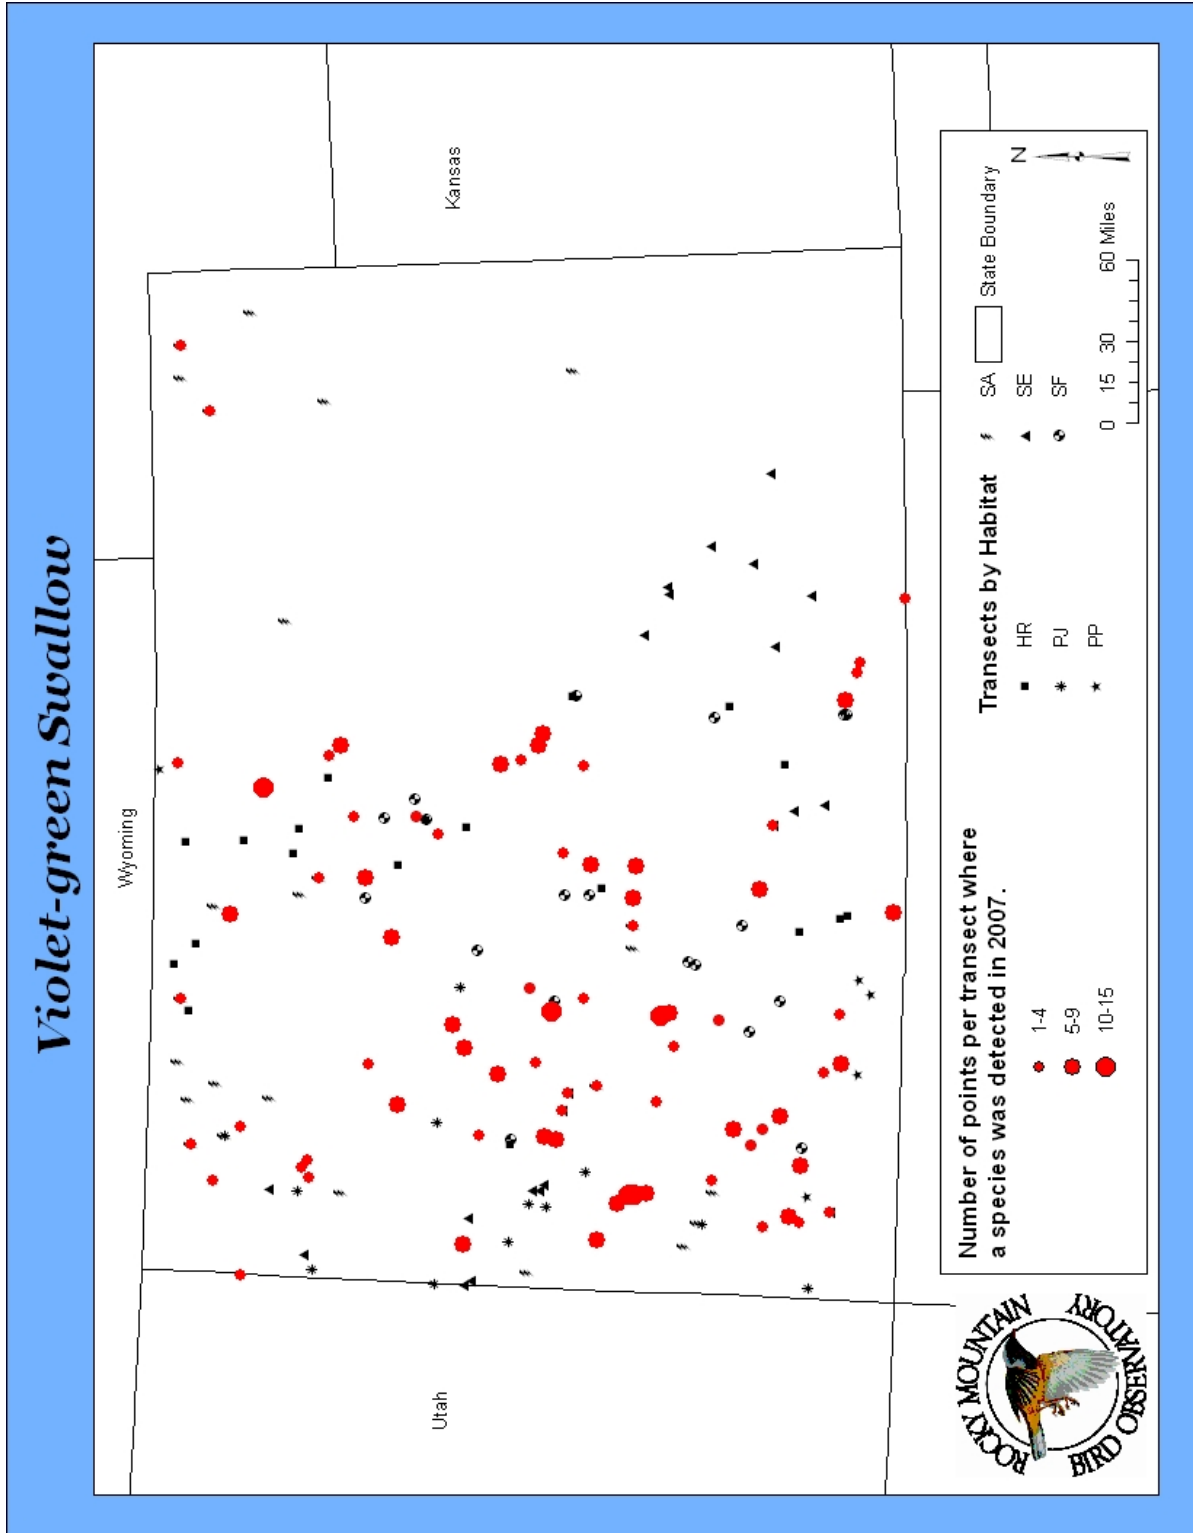 Violet-green Swallow
Wyoming
Utah
Kansas
Number of points per transect where
a species was detected in 2007.
1-4
5-9
10-15
Transects by Habitat
HR
PJ
PP
SA
SE
SF
State Boundary
N
0 15 30 60 Miles
ROCKY MOUNTAIN
BIRD OBSERVATORY